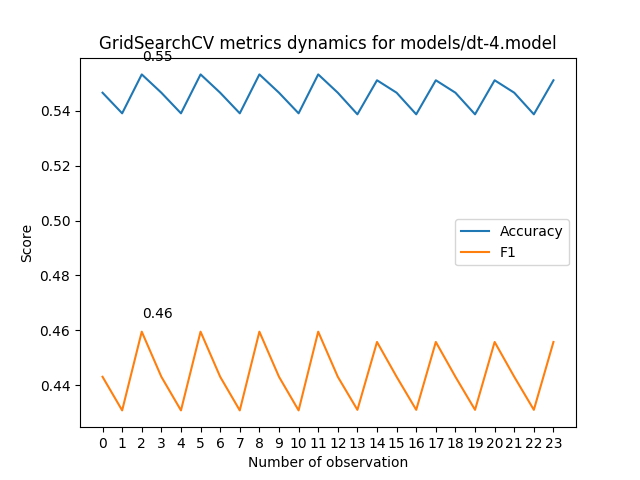 GridSearchCV metrics dynamics for models/dt-4.model
0.55
0.54
0.52
0.50
Accuracy
F1
0.48
0.46
0.46
0.44
Score
0 1 2 3 4 5 6 7 8 9 10 11 12 13 14 15 16 17 18 19 20 21 22 23
Number of observation